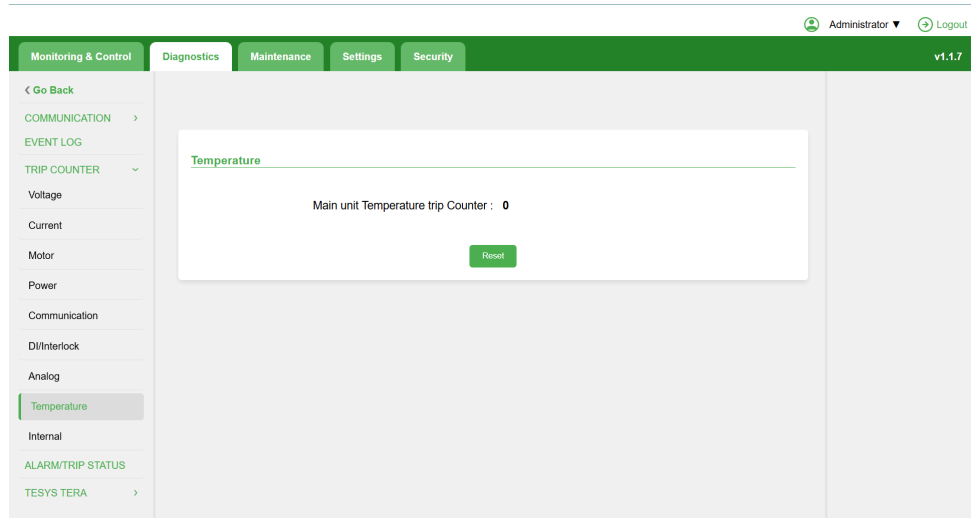 Administrator ▼ Logout
Monitoring & Control Diagnostics Maintenance Settings Security v1.1.7
Go Back
COMMUNICATION
EVENT LOG
TRIP COUNTER
Voltage
Current
Motor
Power
Communication
DI/Interlock
Analog
Temperature
Internal
ALARM/TRIP STATUS
TESYS TERA
Temperature
Main unit Temperature trip Counter : 0
Reset